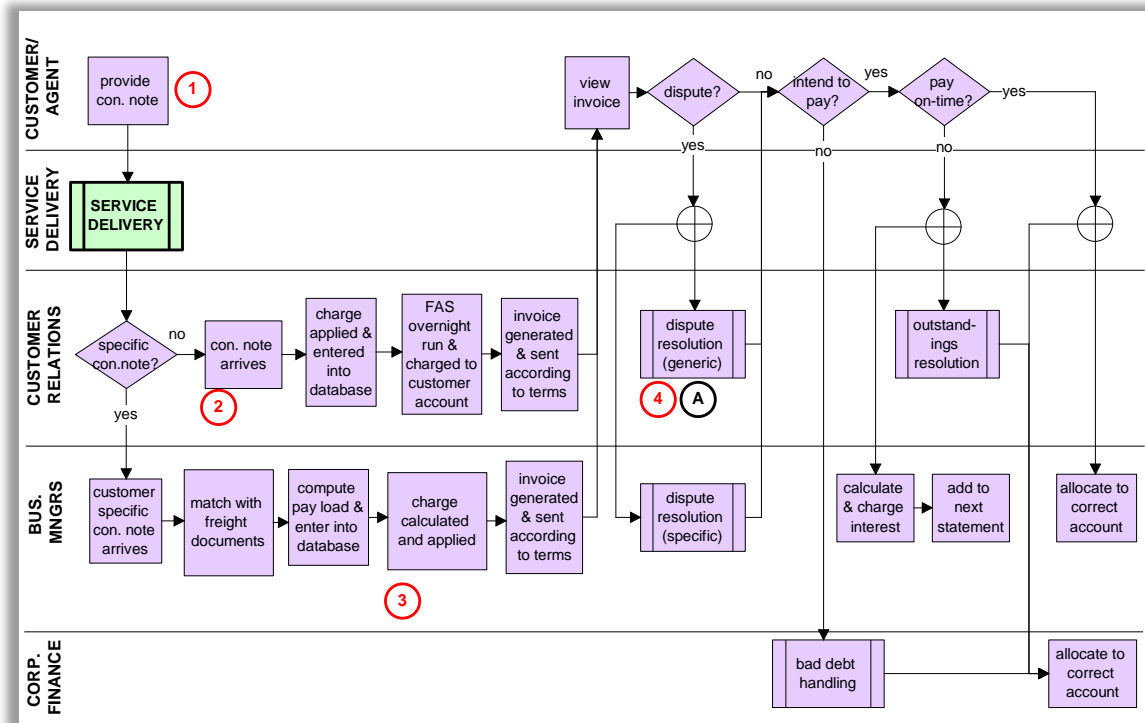 CUSTOMER/
AGENT
provide
con. note
1
view
invoice
dispute?
no
intend to
pay?
yes
pay
on-time?
yes
yes
no
no
SERVICE
DELIVERY
SERVICE
DELIVERY
CUSTOMER
RELATIONS
specific
con.note?
no
yes
con. note
arrives
2
charge
applied &
entered
into
database
FAS
overnight
run &
charged to
customer
account
invoice
generated
& sent
according
to terms
dispute
resolution
(generic)
4
A
outstand-
ings
resolution
BUS.
MNGRS
customer
specific
con. note
arrives
match with
freight
documents
compute
pay load &
enter into
database
charge
calculated
and applied
3
invoice
generated
& sent
according
to terms
dispute
resolution
(specific)
calculate
& charge
interest
add to
next
statement
allocate to
correct
account
CORP.
FINANCE
bad debt
handling
allocate to
correct
account